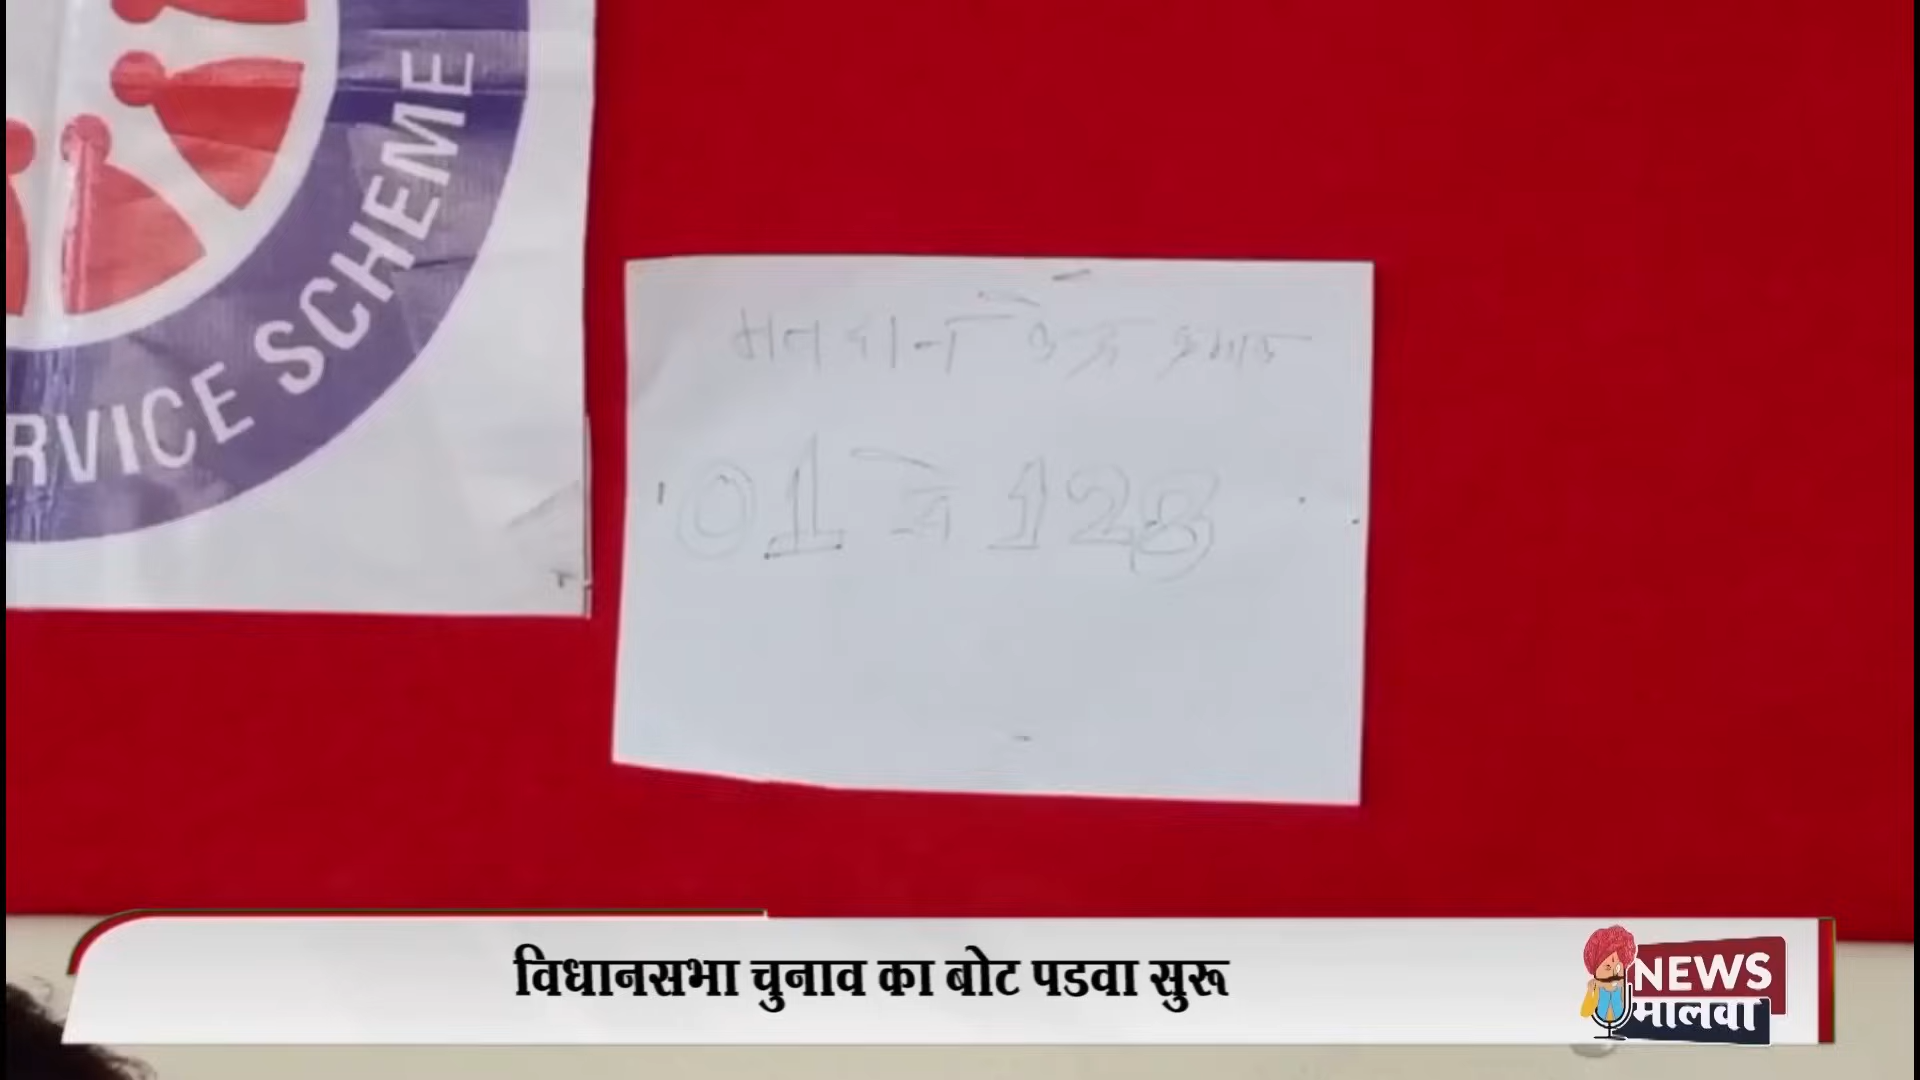 RVICE SCHEME
मतदान केन्द्र क्रमांक
01 से 128
विधानसभा चुनाव का बोट पडवा सुरू
NEWS
मालवा